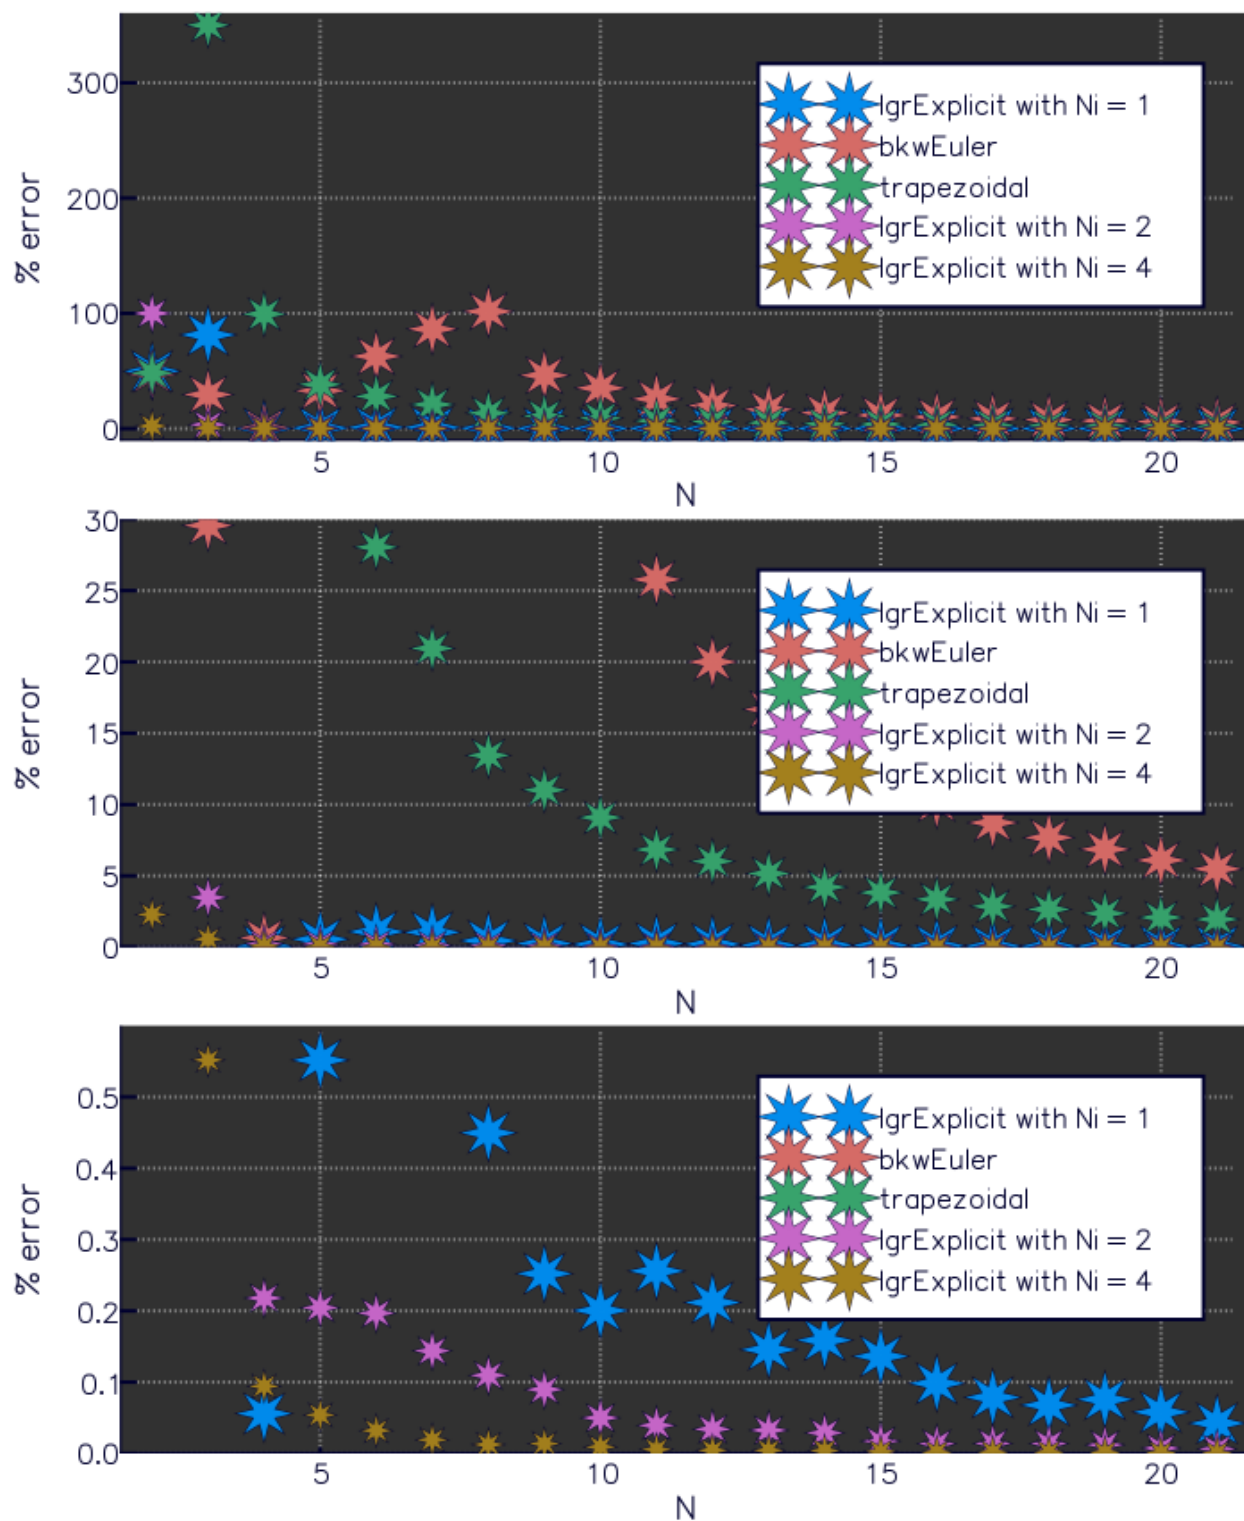 300
200
100
0
% error
lgrExplicit with Ni = 1
bkwEuler
trapezoidal
lgrExplicit with Ni = 2
lgrExplicit with Ni = 4
5 10 15 20
N
30
25
20
15
10
5
0
% error
lgrExplicit with Ni = 1
bkwEuler
trapezoidal
lgrExplicit with Ni = 2
lgrExplicit with Ni = 4
5 10 15 20
N
0.5
0.4
0.3
0.2
0.1
0.0
% error
lgrExplicit with Ni = 1
bkwEuler
trapezoidal
lgrExplicit with Ni = 2
lgrExplicit with Ni = 4
5 10 15 20
N